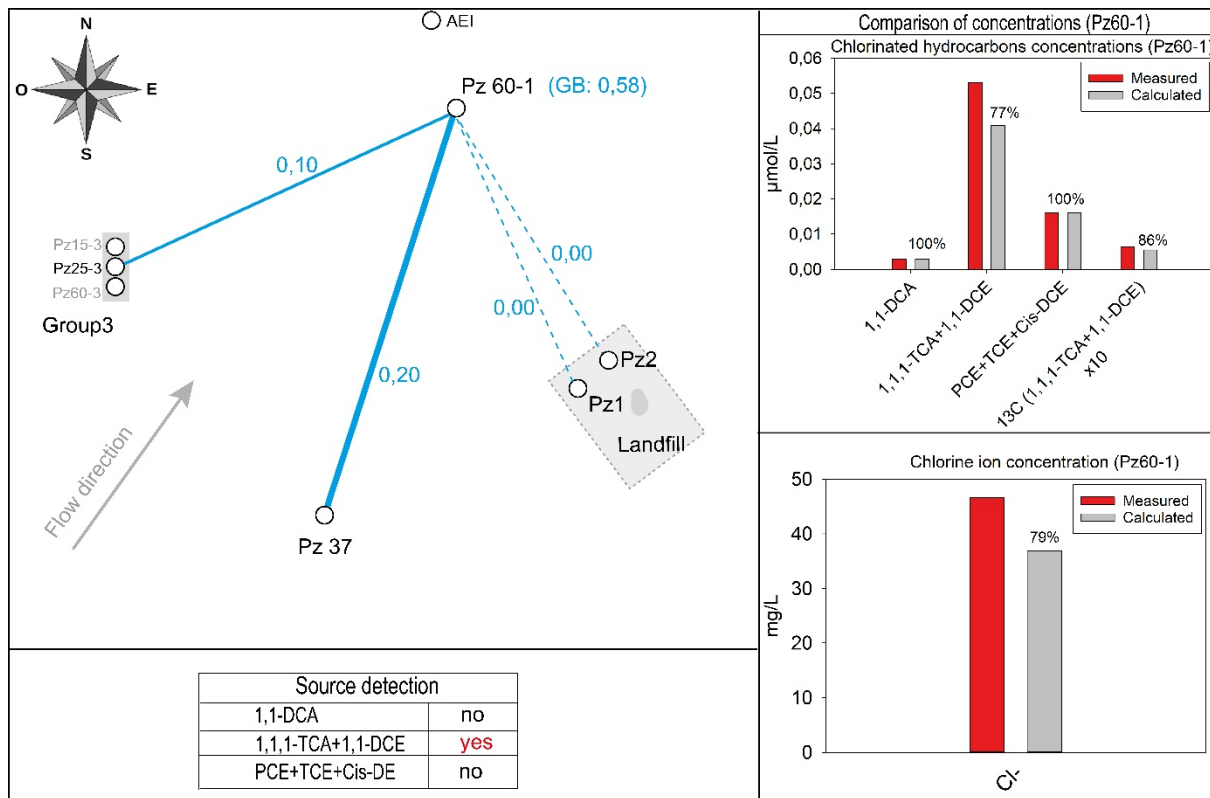 N
O
E
S
AEI
Pz 60-1 (GB: 0,58)
0,10
Pz15-3
Pz25-3
Pz60-3
Group3
0,00
0,00
0,20
Pz2
Pz1
Landfill
Flow direction
Pz 37
Source detection
1,1-DCA no
1,1,1-TCA+1,1-DCE yes
PCE+TCE+Cis-DE no
Comparison of concentrations (Pz60-1)
Chlorinated hydrocarbons concentrations (Pz60-1)
Measured
Calculated
µmol/L
0,06
0,05
0,04
0,03
0,02
0,01
0,00
100%
77%
100%
86%
1,1-DCA
1,1,1-TCA+1,1-DCE
PCE+TCE+Cis-DCE
13C (1,1,1-TCA+1,1-DCE)
x10
Chlorine ion concentration (Pz60-1)
Measured
Calculated
mg/L
50
40
30
20
10
0
79%
Cl-